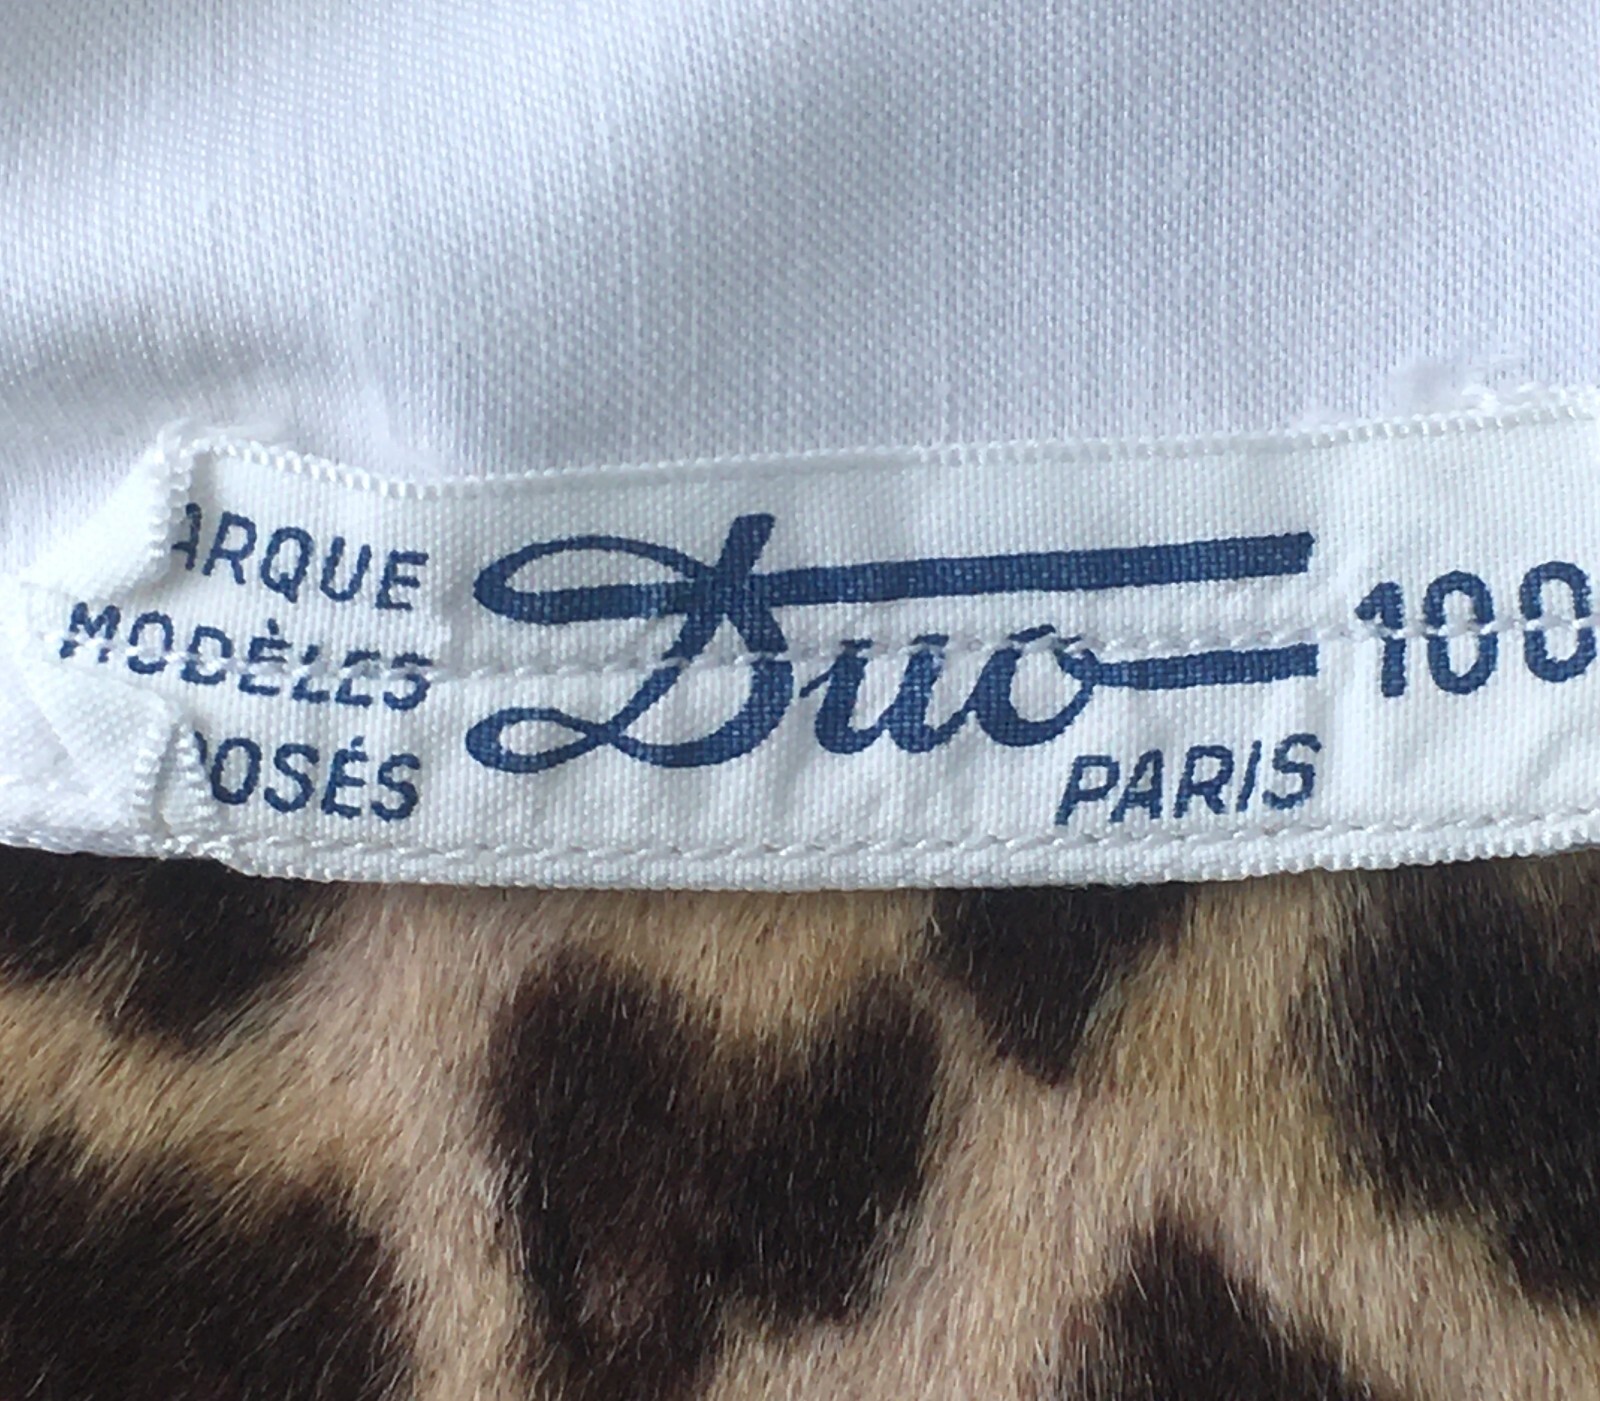 ARQUE
MODÈLES
OSÉS
Duo
PARIS
100